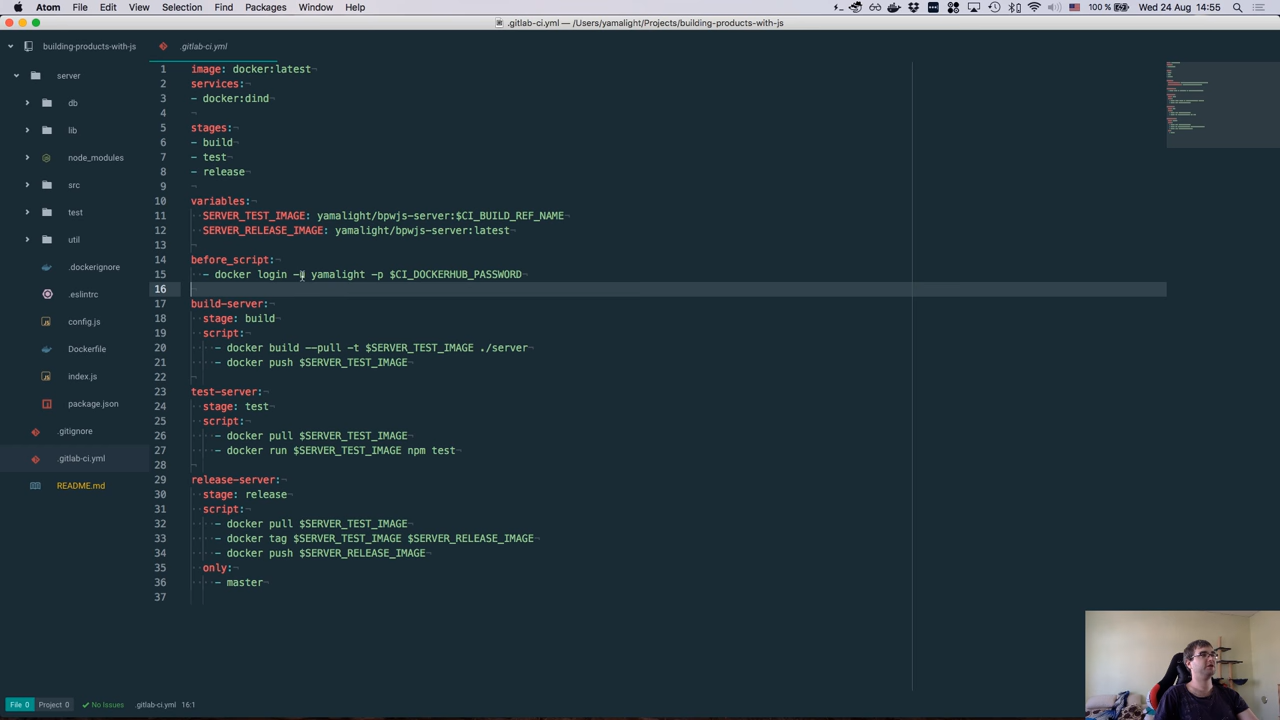 Atom File Edit View Selection Find Packages Window Help 100 % Wed 24 Aug 14:55
.gitlab-ci.yml — /Users/yamalight/Projects/building-products-with-js
building-products-with-js
.gitlab-ci.yml
server
db
lib
node_modules
src
test
util
.dockerignore
.eslintrc
config.js
Dockerfile
index.js
package.json
.gitignore
.gitlab-ci.yml
README.md
1 image: docker:latest
2 services:
3 - docker:dind
4
5 stages:
6 - build
7 - test
8 - release
9
10 variables:
11 SERVER_TEST_IMAGE: yamalight/bpwjs-server:$CI_BUILD_REF_NAME
12 SERVER_RELEASE_IMAGE: yamalight/bpwjs-server:latest
13
14 before_script:
15 - docker login -u yamalight -p $CI_DOCKERHUB_PASSWORD
16
17 build-server:
18 stage: build
19 script:
20 - docker build --pull -t $SERVER_TEST_IMAGE ./server
21 - docker push $SERVER_TEST_IMAGE
22
23 test-server:
24 stage: test
25 script:
26 - docker pull $SERVER_TEST_IMAGE
27 - docker run $SERVER_TEST_IMAGE npm test
28
29 release-server:
30 stage: release
31 script:
32 - docker pull $SERVER_TEST_IMAGE
33 - docker tag $SERVER_TEST_IMAGE $SERVER_RELEASE_IMAGE
34 - docker push $SERVER_RELEASE_IMAGE
35 only:
36 - master
37
File 0 Project 0 No Issues .gitlab-ci.yml 16:1